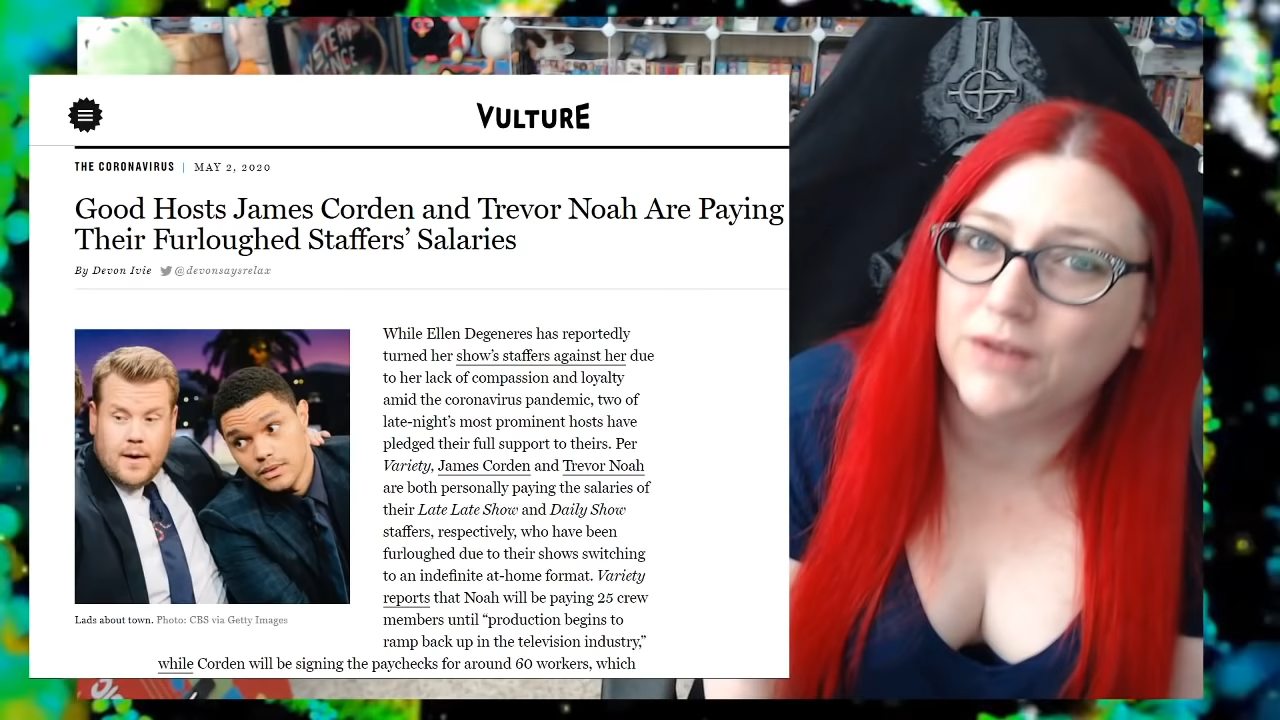 VULTURE
THE CORONAVIRUS | MAY 2, 2020
Good Hosts James Corden and Trevor Noah Are Paying
Their Furloughed Staffers’ Salaries
By Devon Ivie @devonsaysrelax
While Ellen Degeneres has reportedly
turned her show’s staffers against her due
to her lack of compassion and loyalty
amid the coronavirus pandemic, two of
late-night’s most prominent hosts have
pledged their full support to theirs. Per
Variety, James Corden and Trevor Noah
are both personally paying the salaries of
their Late Late Show and Daily Show
staffers, respectively, who have been
furloughed due to their shows switching
to an indefinite at-home format. Variety
reports that Noah will be paying 25 crew
members until “production begins to
ramp back up in the television industry,”
while Corden will be signing the paychecks for around 60 workers, which
Lads about town. Photo: CBS via Getty Images